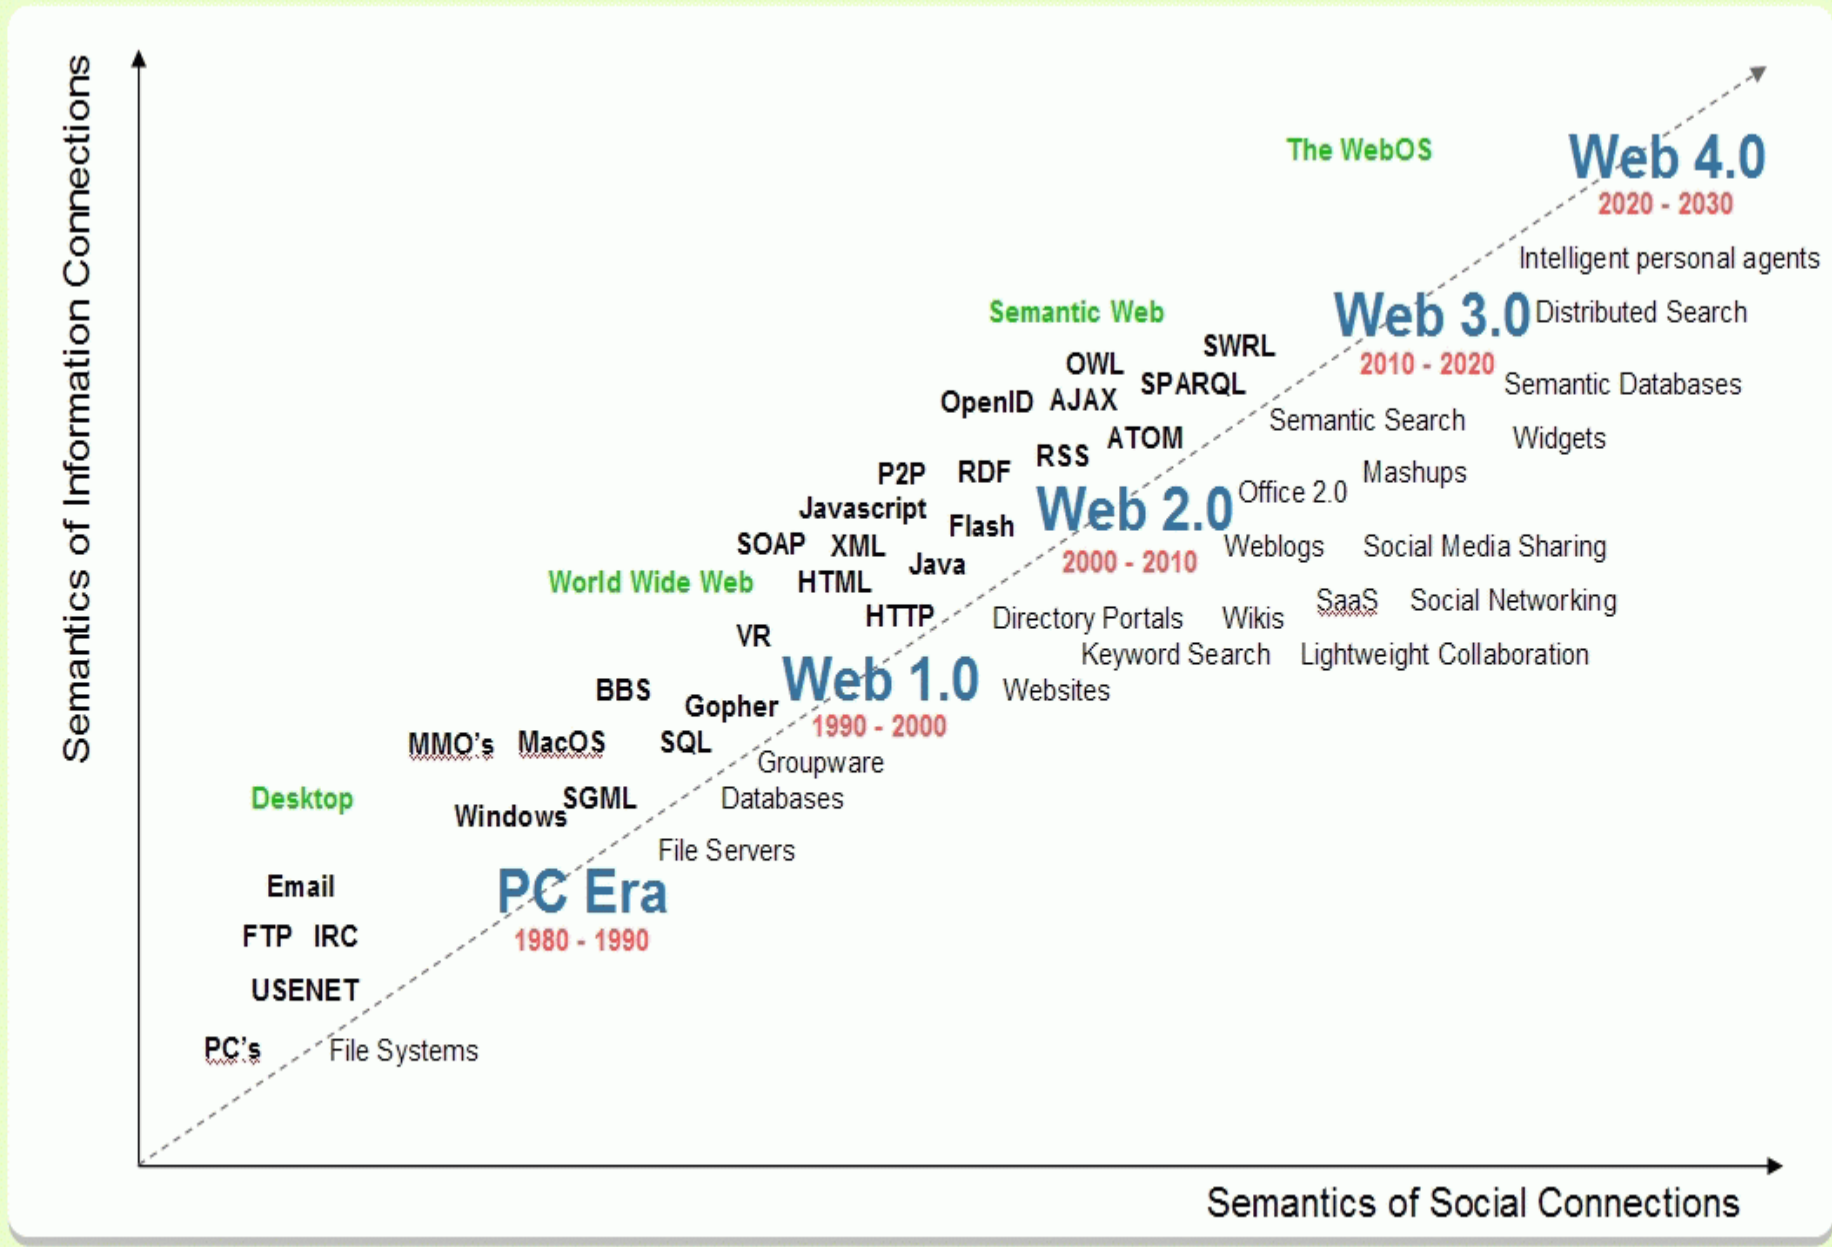 Semantics of Information Connections
The WebOS
Web 4.0
2020 - 2030
Intelligent personal agents
Semantic Web
Web 3.0
Distributed Search
2010 - 2020
SWRL
OWL
SPARQL
Semantic Databases
OpenID
AJAX
Semantic Search
ATOM
Widgets
RSS
P2P
RDF
Mashups
Web 2.0
Office 2.0
Javascript
Flash
SOAP
XML
2000 - 2010
Weblogs
Social Media Sharing
Java
World Wide Web
HTML
HTTP
Directory Portals
Wikis
SaaS
Social Networking
VR
Keyword Search
Lightweight Collaboration
Web 1.0
Websites
BBS
Gopher
1990 - 2000
MMO's
MacOS
SQL
Groupware
Desktop
Windows
SGML
Databases
File Servers
Email
PC Era
1980 - 1990
FTP
IRC
USENET
PC's
File Systems
Semantics of Social Connections